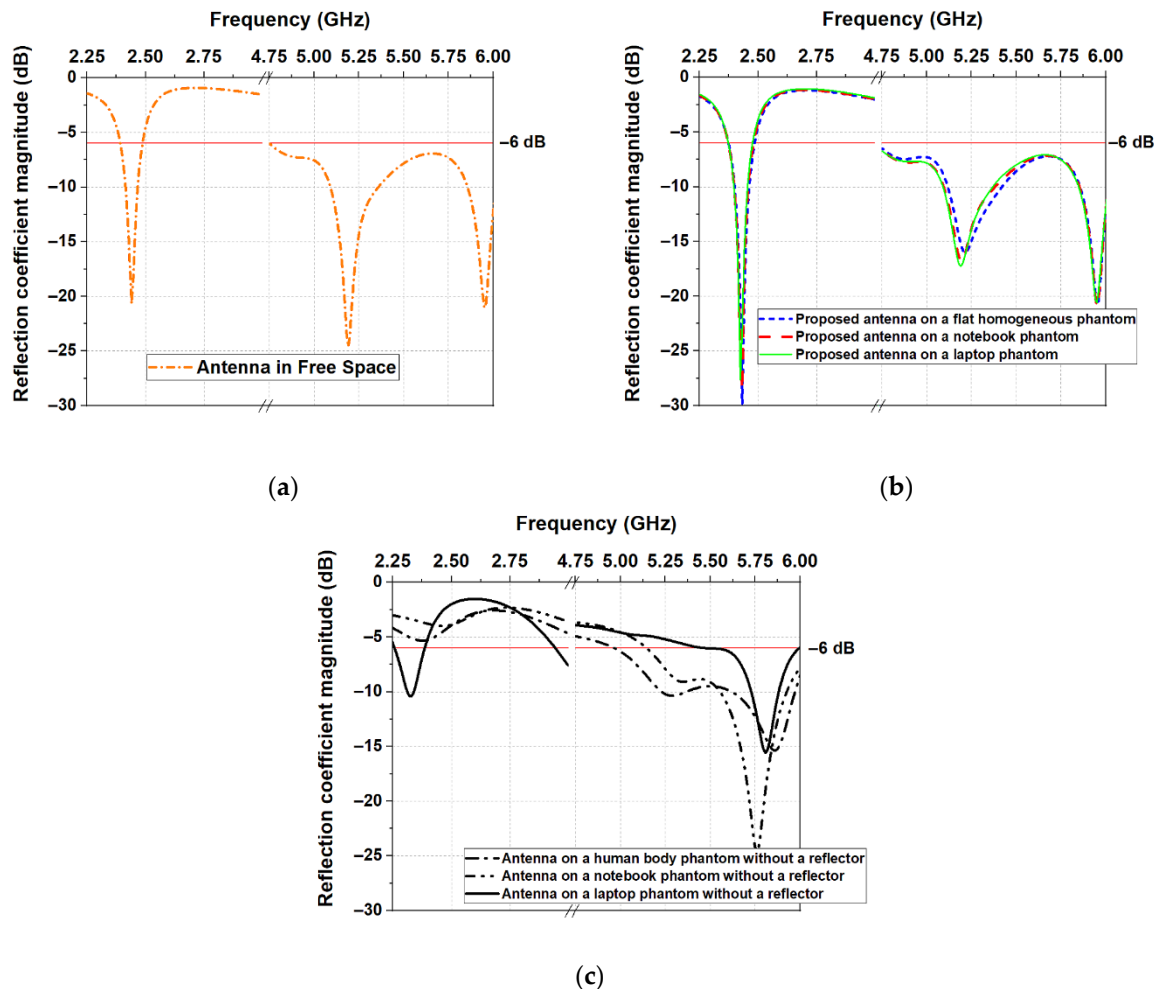 Frequency (GHz)
2.25 2.50 2.75 4.75 5.00 5.25 5.50 5.75 6.00
Reflection coefficient magnitude (dB)
0
−5
−10
−15
−20
−25
−30
−6 dB
Antenna in Free Space
(a)
Frequency (GHz)
2.25 2.50 2.75 4.75 5.00 5.25 5.50 5.75 6.00
Reflection coefficient magnitude (dB)
0
−5
−10
−15
−20
−25
−30
−6 dB
Proposed antenna on a flat homogeneous phantom
Proposed antenna on a notebook phantom
Proposed antenna on a laptop phantom
(b)
Frequency (GHz)
2.25 2.50 2.75 4.75 5.00 5.25 5.50 5.75 6.00
Reflection coefficient magnitude (dB)
0
−5
−10
−15
−20
−25
−30
−6 dB
Antenna on a human body phantom without a reflector
Antenna on a notebook phantom without a reflector
Antenna on a laptop phantom without a reflector
(c)